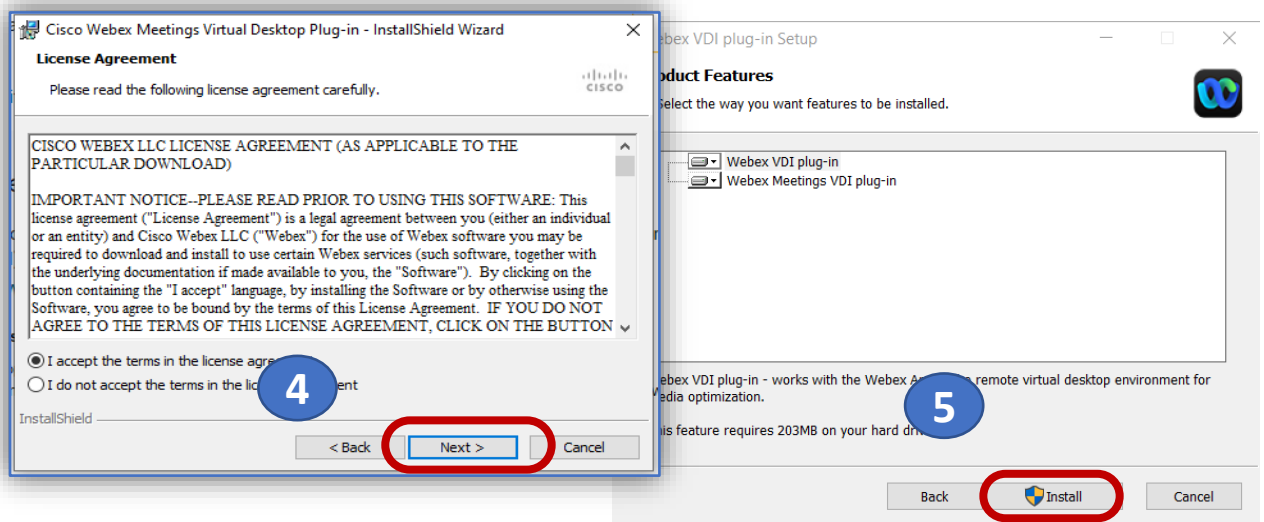 Cisco Webex Meetings Virtual Desktop Plug-in - InstallShield Wizard
License Agreement
Please read the following license agreement carefully.
CISCO
CISCO WEBEX LLC LICENSE AGREEMENT (AS APPLICABLE TO THE
PARTICULAR DOWNLOAD)
IMPORTANT NOTICE--PLEASE READ PRIOR TO USING THIS SOFTWARE: This
license agreement ("License Agreement") is a legal agreement between you (either an individual
or an entity) and Cisco Webex LLC ("Webex") for the use of Webex software you may be
required to download and install to use certain Webex services (such software, together with
the underlying documentation if made available to you, the "Software"). By clicking on the
button containing the "I accept" language, by installing the Software or by otherwise using the
Software, you agree to be bound by the terms of this License Agreement. IF YOU DO NOT
AGREE TO THE TERMS OF THIS LICENSE AGREEMENT, CLICK ON THE BUTTON
I accept the terms in the license
I do not accept the terms in the
4
InstallShield
< Back
Next >
Cancel
VDI plug-in Setup
Features
Select the way you want features to be installed.
Webex VDI plug-in
Webex Meetings VDI plug-in
VDI plug-in - works with the Webex remote virtual desktop environment for
optimization.
feature requires 203MB on your hard
5
Back
Install
Cancel